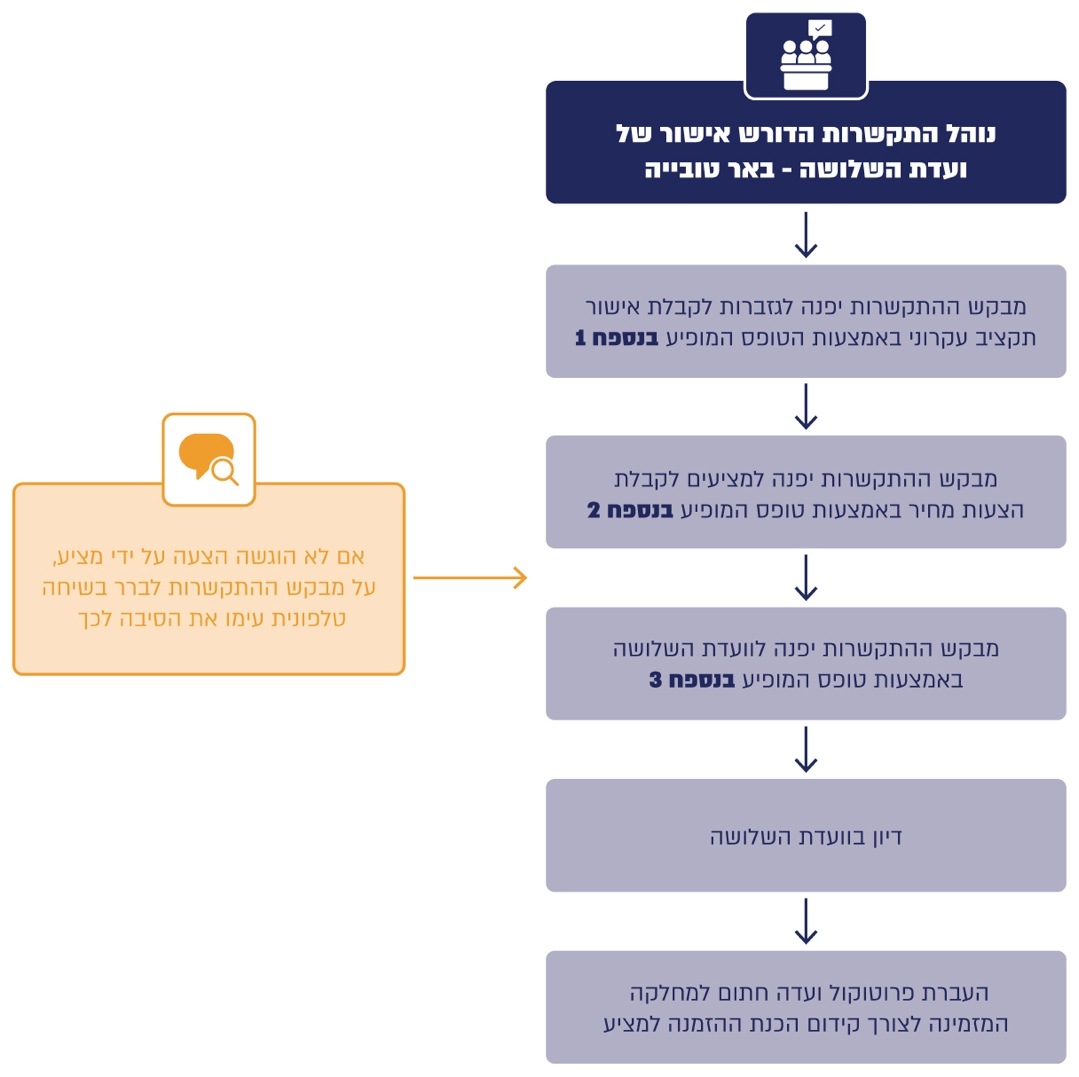 נוהל התקשרות הדורש אישור של
ועדת השלושה - באר טובייה
מבקש ההתקשרות יפנה לגזברות לקבלת אישור
תקציב עקרוני באמצעות הטופס המופיע בנספח 1
מבקש ההתקשרות יפנה למציעים לקבלת
הצעות מחיר באמצעות טופס המופיע בנספח 2
אם לא הוגשה הצעה על ידי מציע,
על מבקש ההתקשרות לברר בשיחה
טלפונית עימו את הסיבה לכך
מבקש ההתקשרות יפנה לוועדת השלושה
באמצעות טופס המופיע בנספח 3
דיון בוועדת השלושה
העברת פרוטוקול ועדה חתום למחלקה
המזמינה לצורך קידום הכנת ההזמנה למציע